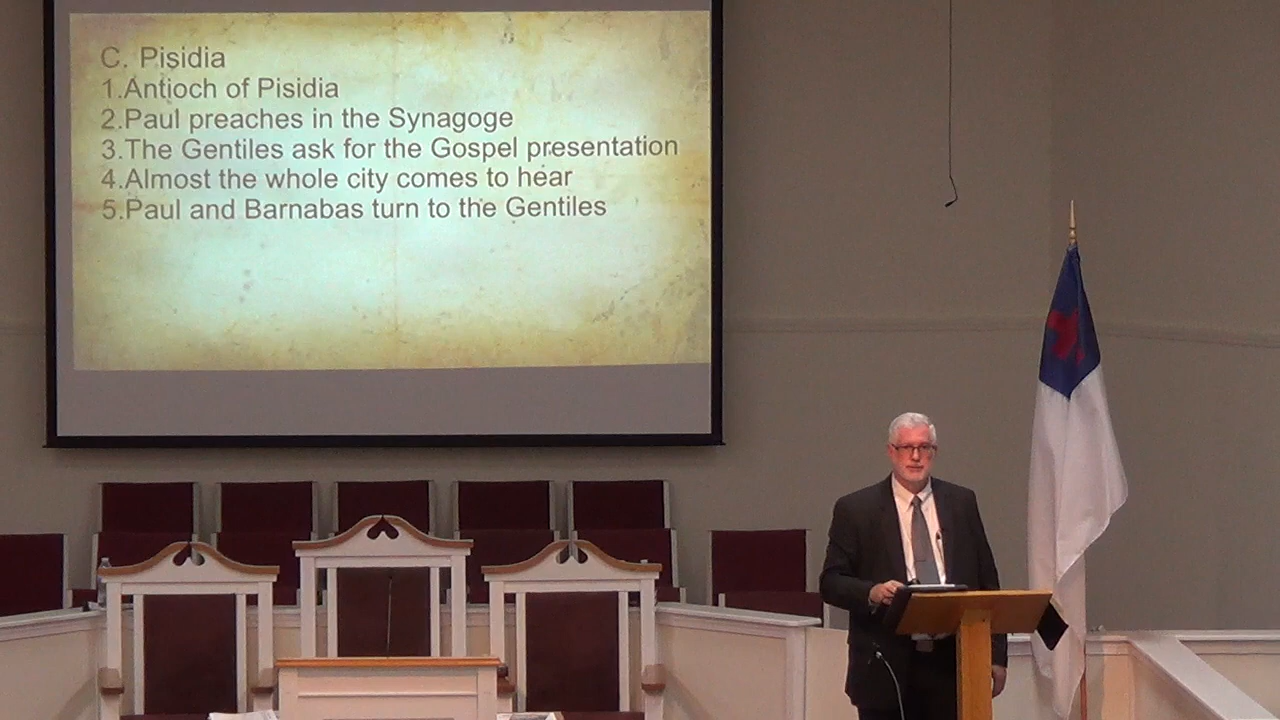 C. Pisidia
1.Antioch of Pisidia
2.Paul preaches in the Synagoge
3.The Gentiles ask for the Gospel presentation
4.Almost the whole city comes to hear
5.Paul and Barnabas turn to the Gentiles